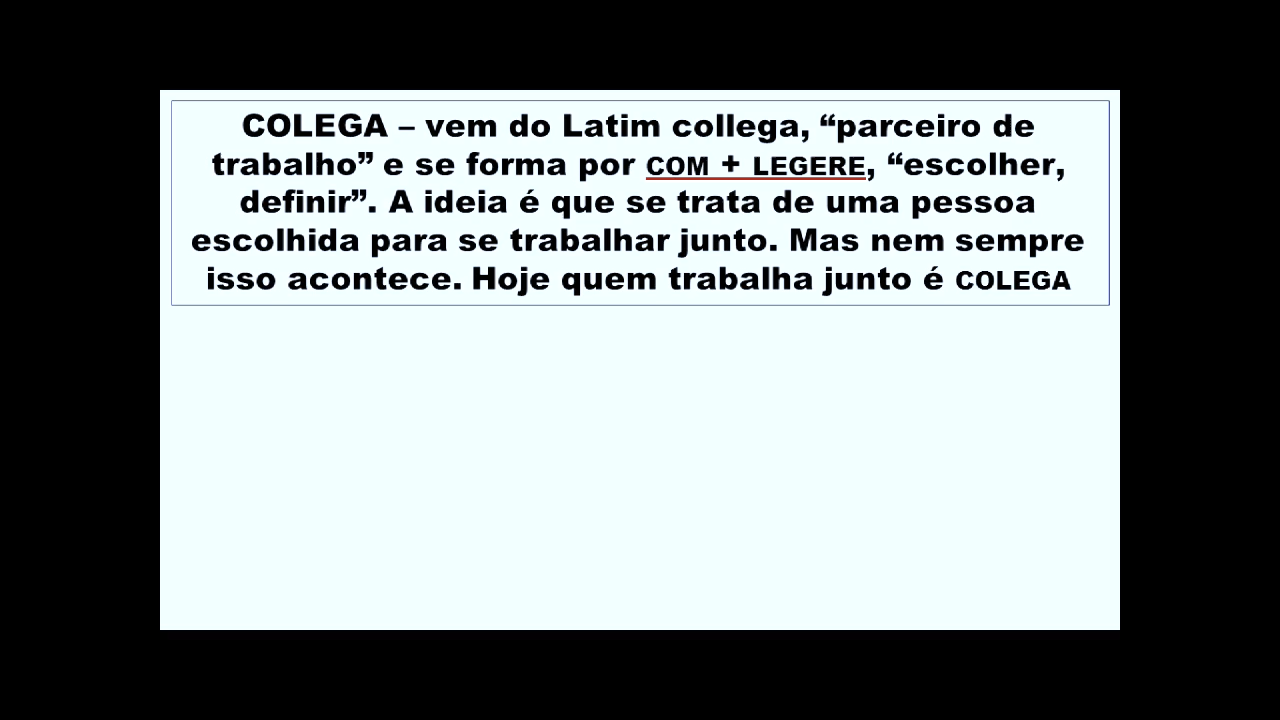 COLEGA – vem do Latim collega, “parceiro de
trabalho” e se forma por COM + LEGERE, “escolher,
definir”. A ideia é que se trata de uma pessoa
escolhida para se trabalhar junto. Mas nem sempre
isso acontece. Hoje quem trabalha junto é COLEGA